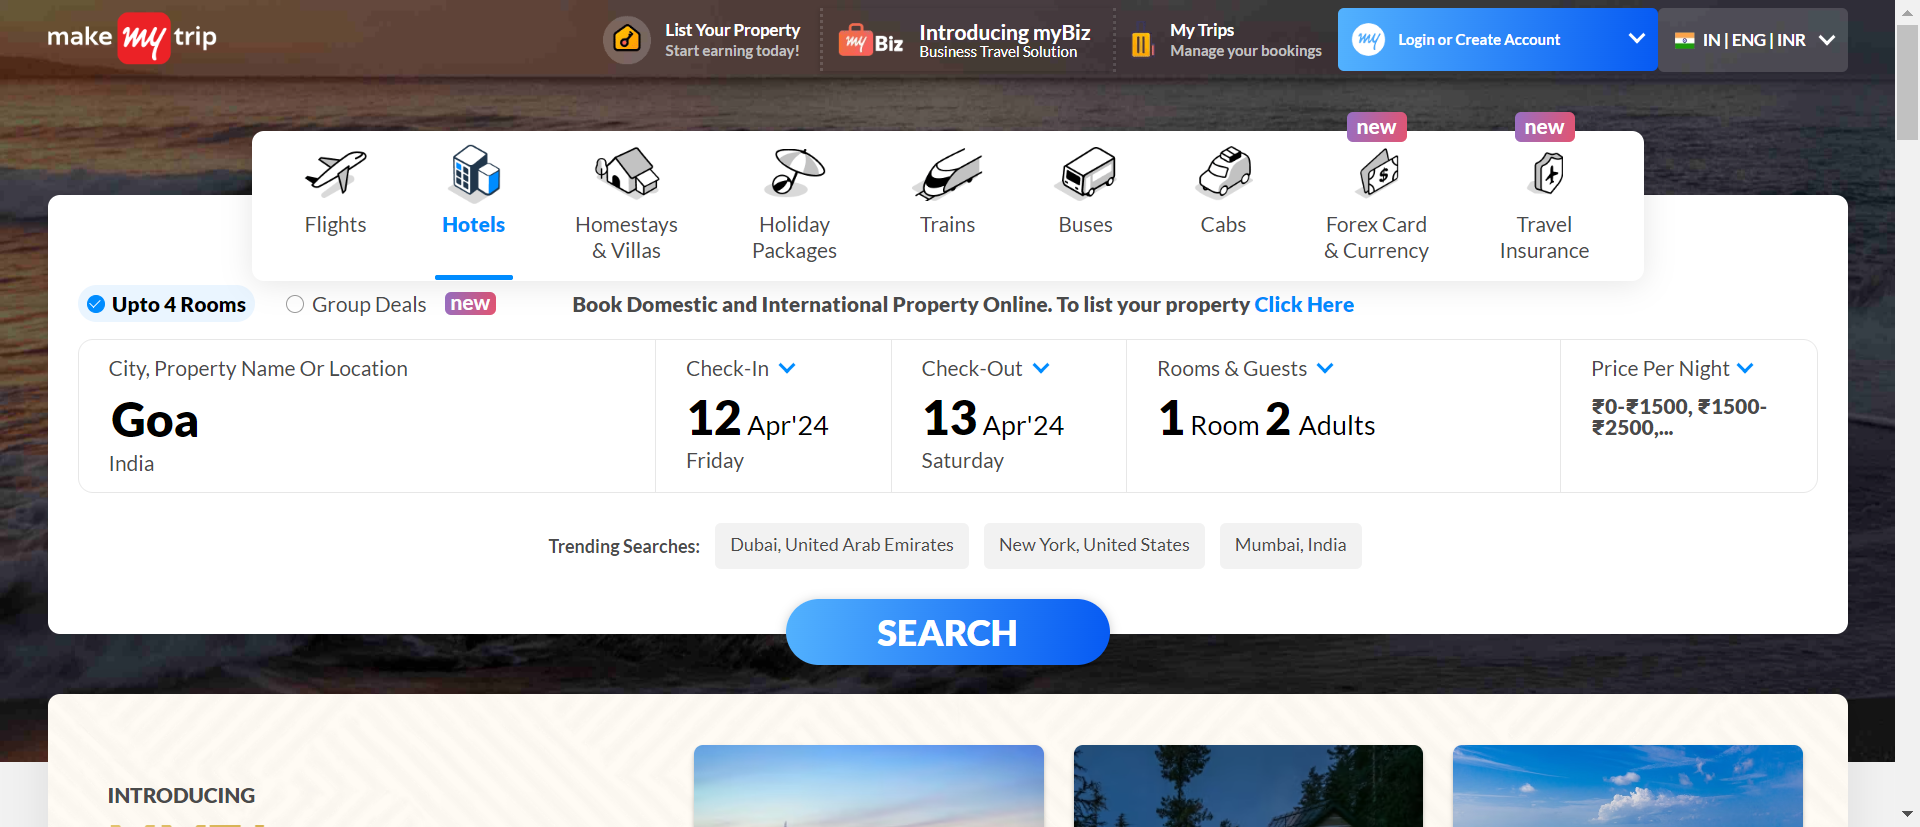 make my trip
List Your Property
Start earning today!
my Biz
Introducing myBiz
Business Travel Solution
My Trips
Manage your bookings
my
Login or Create Account
IN | ENG | INR
new
new
Flights
Hotels
Homestays
& Villas
Holiday
Packages
Trains
Buses
Cabs
Forex Card
& Currency
Travel
Insurance
Upto 4 Rooms
Group Deals
new
Book Domestic and International Property Online. To list your property Click Here
City, Property Name Or Location
Goa
India
Check-In
12 Apr'24
Friday
Check-Out
13 Apr'24
Saturday
Rooms & Guests
1 Room 2 Adults
Price Per Night
₹0-₹1500, ₹1500-
₹2500,...
Trending Searches:
Dubai, United Arab Emirates
New York, United States
Mumbai, India
SEARCH
INTRODUCING